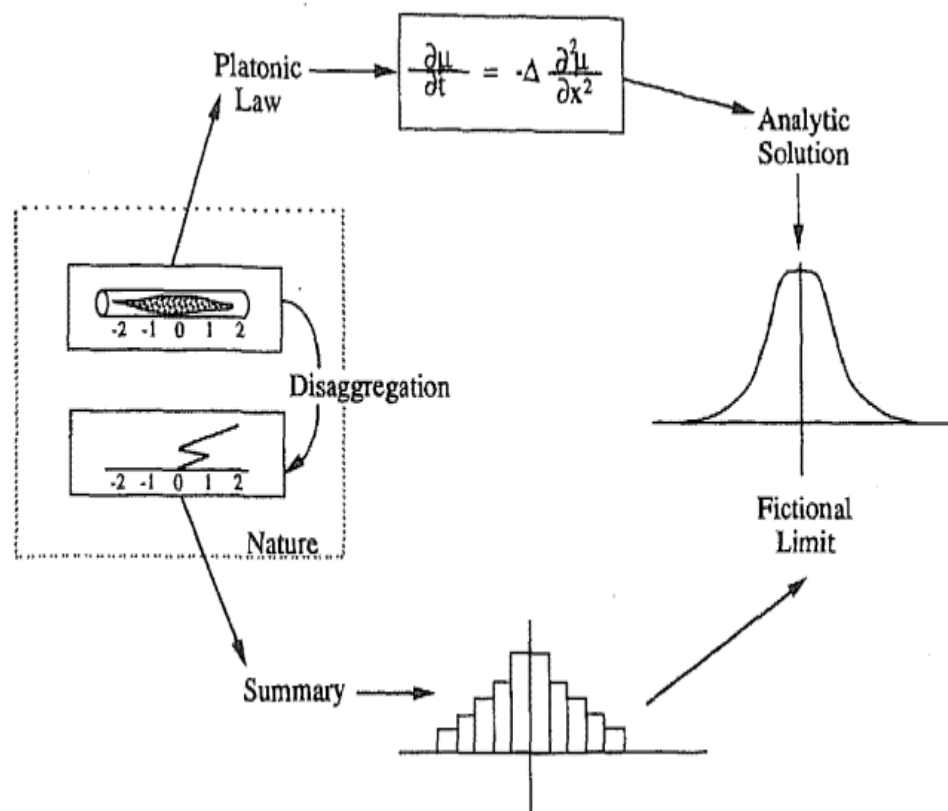 Platonic
Law
∂μ/∂t = -Δ ∂²μ/∂x²
Analytic
Solution
-2 -1 0 1 2
Disaggregation
-2 -1 0 1 2
Nature
Fictional
Limit
Summary